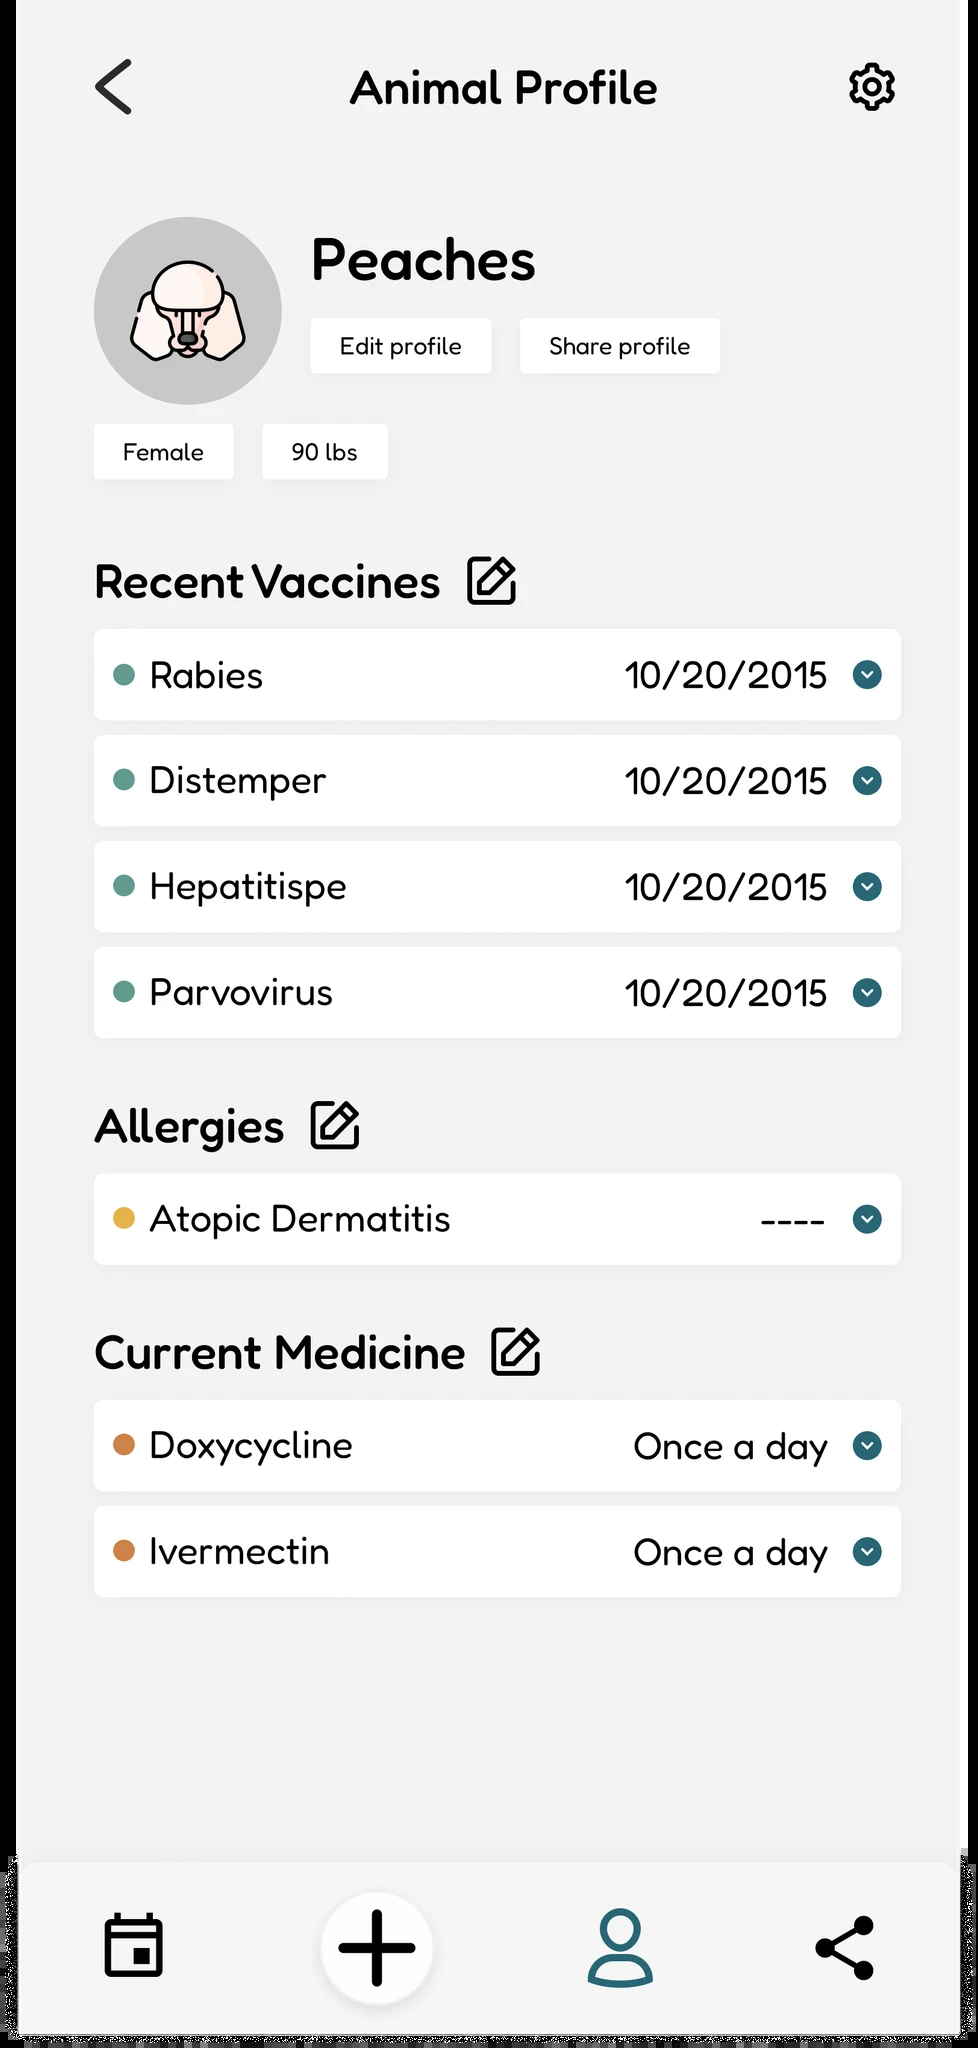 Animal Profile
Peaches
Edit profile
Share profile
Female
90 lbs
Recent Vaccines
Rabies 10/20/2015
Distemper 10/20/2015
Hepatitispe 10/20/2015
Parvovirus 10/20/2015
Allergies
Atopic Dermatitis ----
Current Medicine
Doxycycline Once a day
Ivermectin Once a day